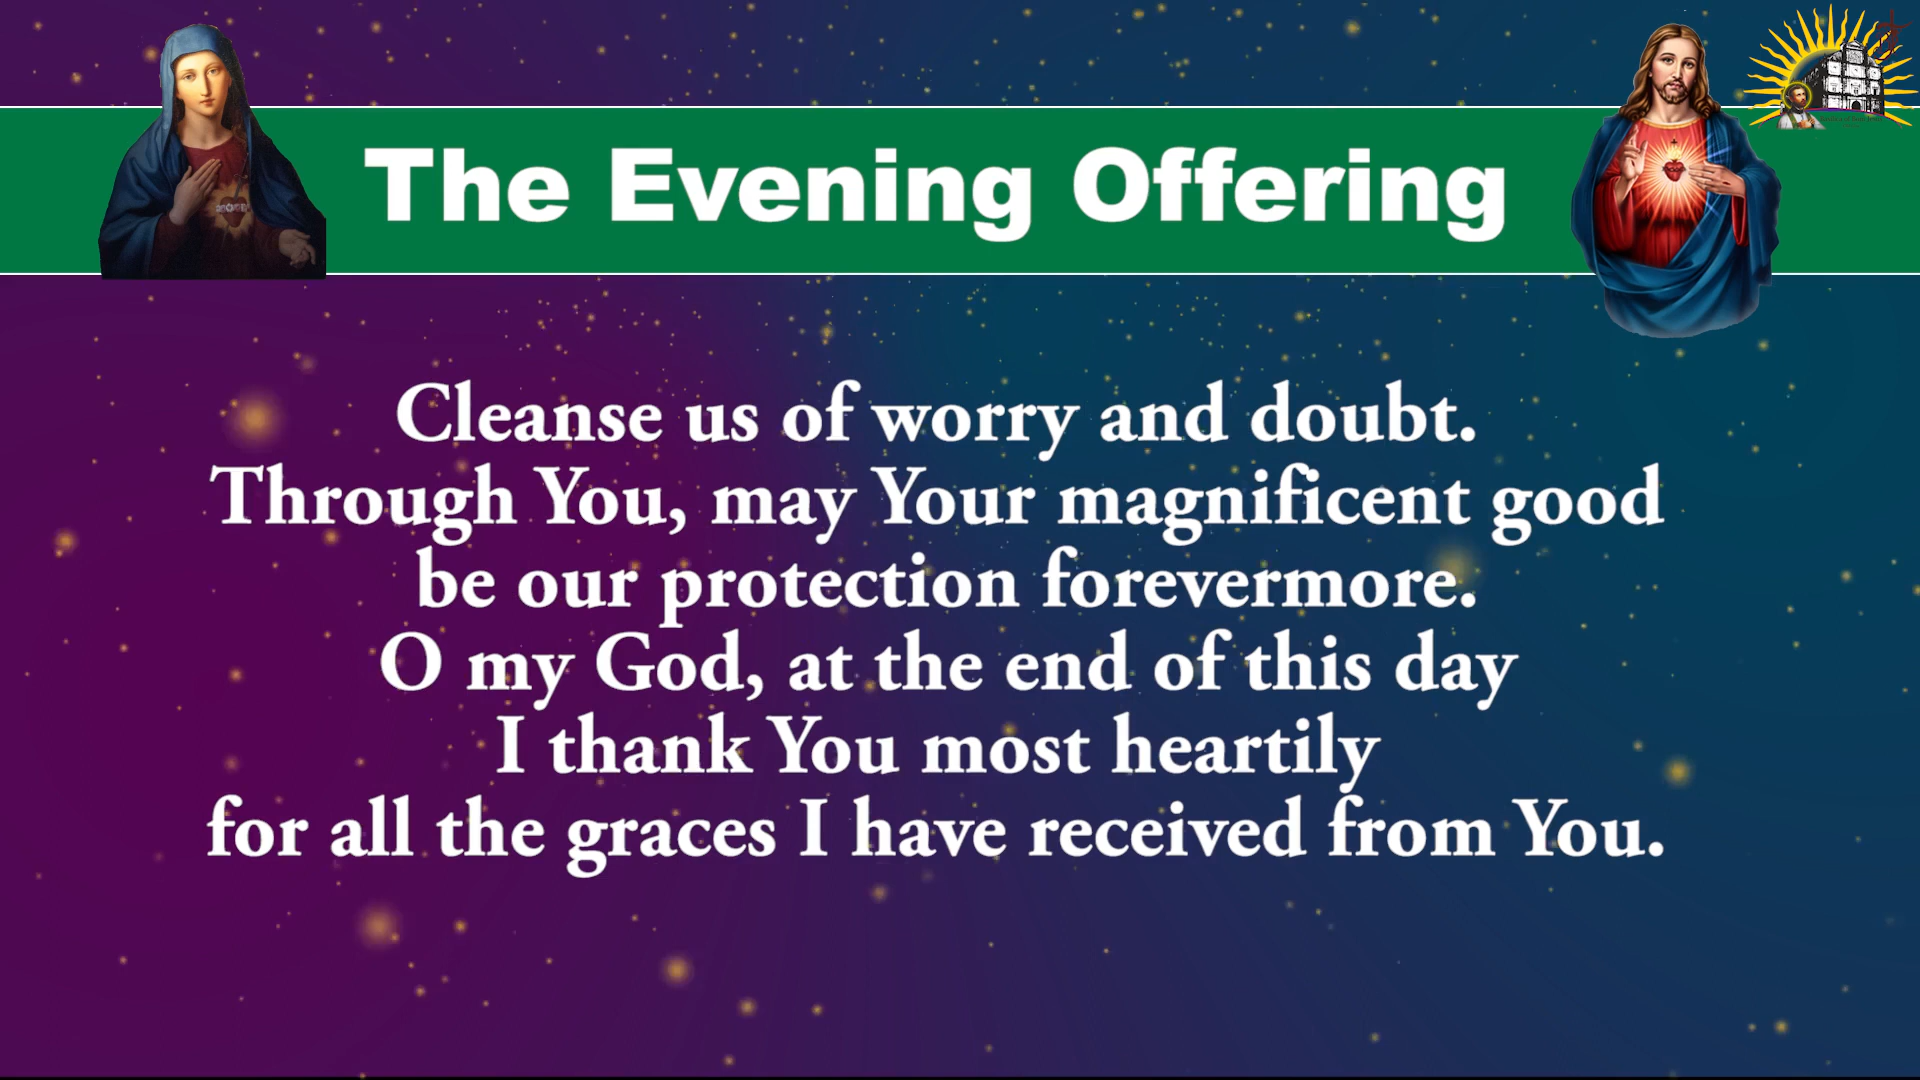 The Evening Offering
Cleanse us of worry and doubt.
Through You, may Your magnificent good
be our protection forevermore.
O my God, at the end of this day
I thank You most heartily
for all the graces I have received from You.